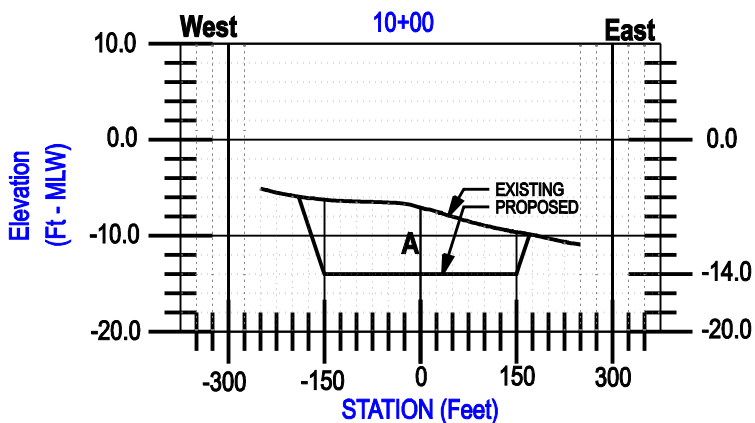 West
10+00
East
10.0
0.0
0.0
Elevation
(Ft - MLW)
EXISTING
PROPOSED
A
-10.0
-14.0
-20.0
-20.0
-300
-150
0
150
300
STATION (Feet)